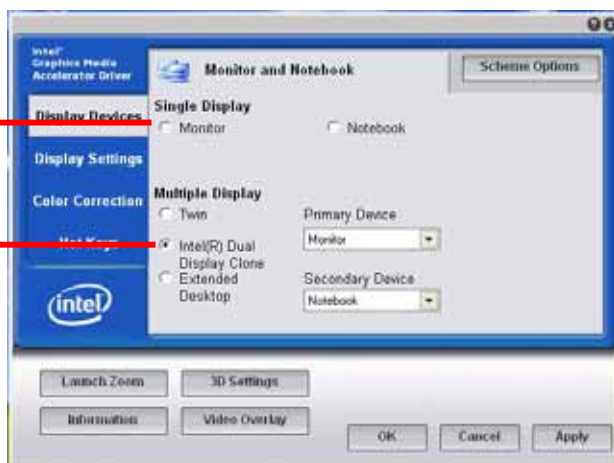 Intel®
Graphics Media
Accelerator Driver
Monitor and Notebook
Scheme Options
Display Devices
Display Settings
Color Correction
Hot Keys
intel
Single Display
Monitor
Notebook
Multiple Display
Twin
Intel(R) Dual
Display Clone
Extended
Desktop
Primary Device
Monitor
Secondary Device
Notebook
Launch Zoom
3D Settings
Information
Video Overlay
OK
Cancel
Apply